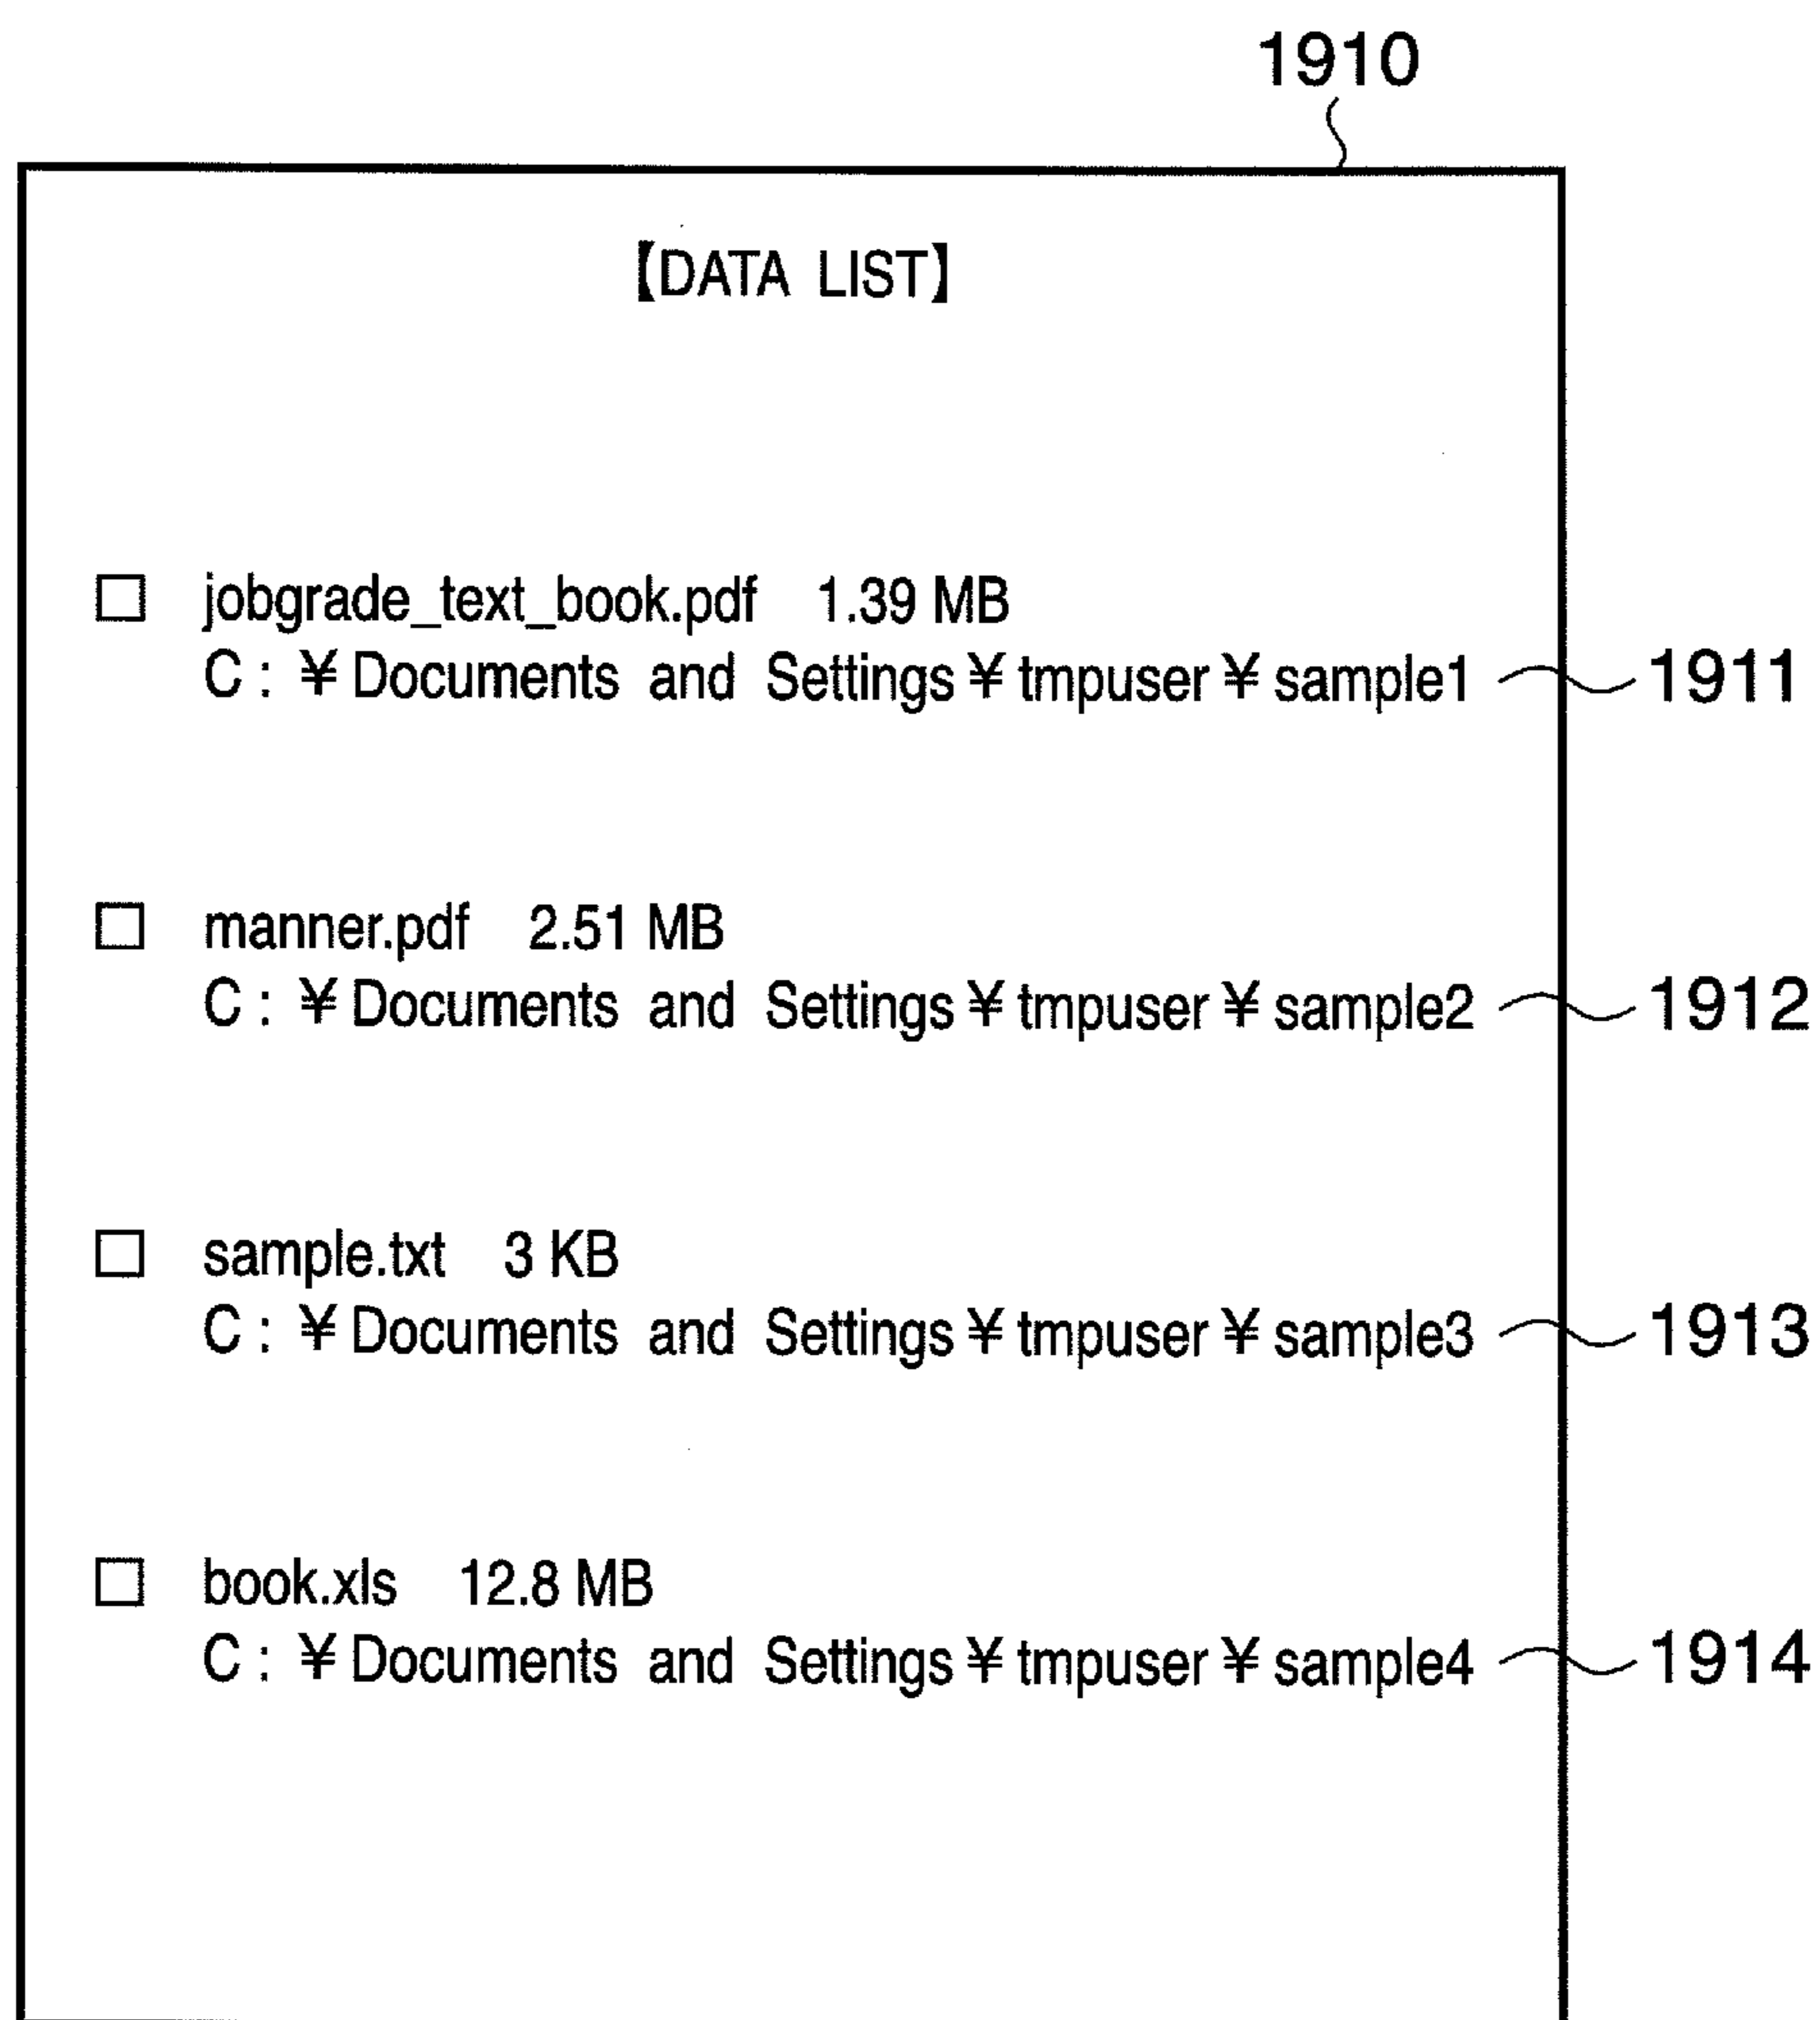 1910
【DATA LIST】
□ jobgrade_text_book.pdf 1.39 MB
C : ¥ Documents and Settings ¥ tmpuser ¥ sample1 1911
□ manner.pdf 2.51 MB
C : ¥ Documents and Settings ¥ tmpuser ¥ sample2 1912
□ sample.txt 3 KB
C : ¥ Documents and Settings ¥ tmpuser ¥ sample3 1913
□ book.xls 12.8 MB
C : ¥ Documents and Settings ¥ tmpuser ¥ sample4 1914